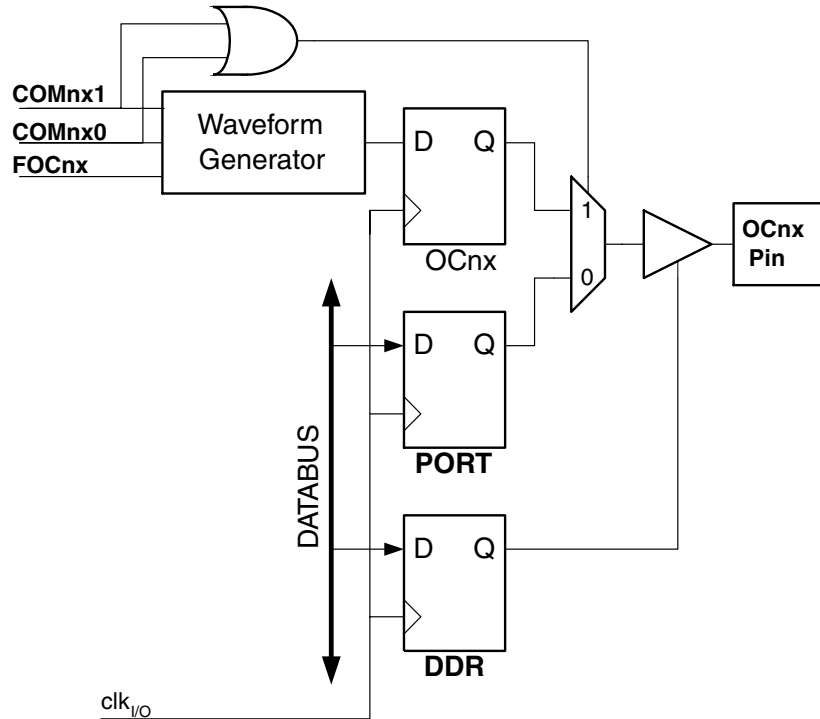 COMnx1
COMnx0
FOCnx
Waveform
Generator
D Q
OCnx
1
0
OCnx
Pin
D Q
PORT
DATABUS
D Q
DDR
clkI/O